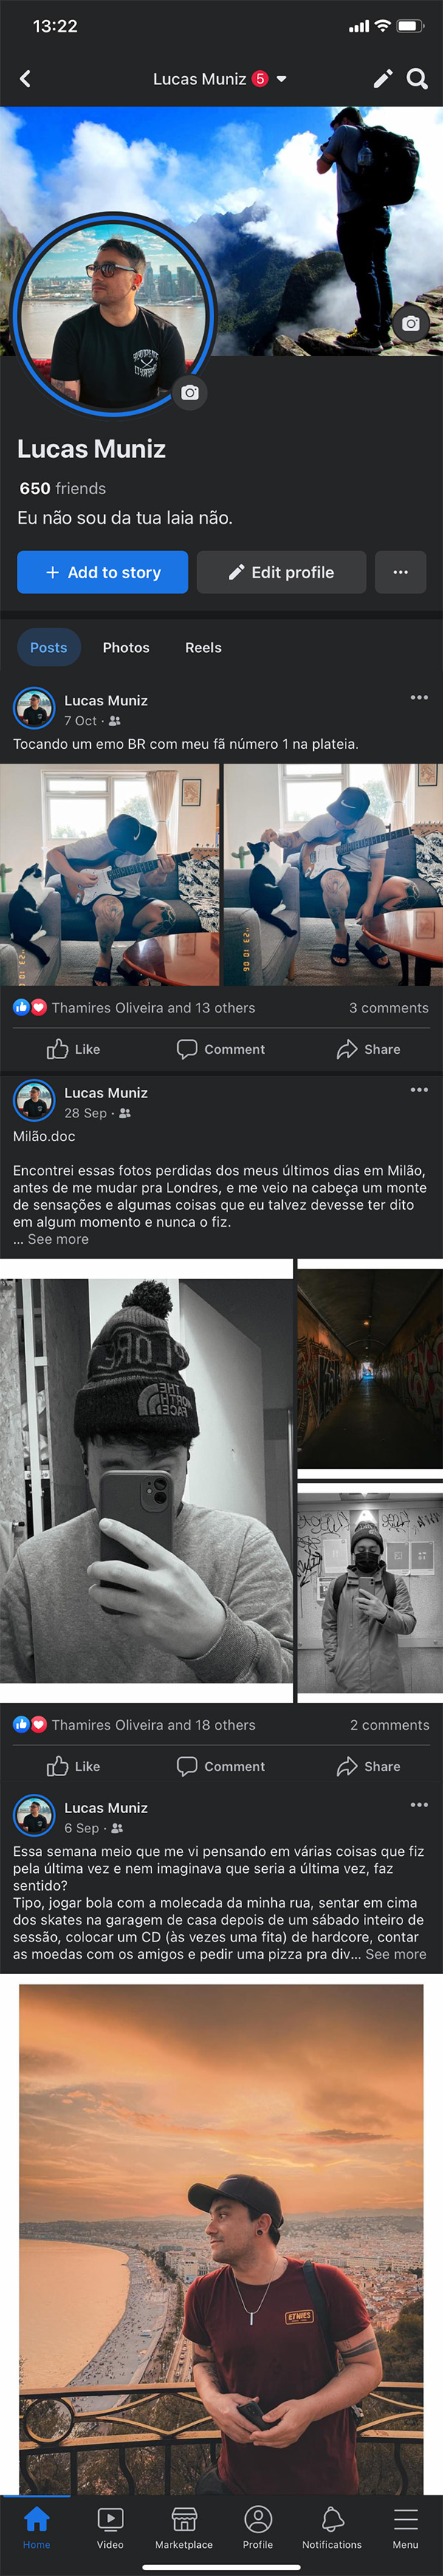 13:22
Lucas Muniz 5
Lucas Muniz
650 friends
Eu não sou da tua laia não.
+ Add to story
Edit profile
Posts
Photos
Reels
Lucas Muniz
7 Oct ·
Tocando um emo BR com meu fã número 1 na plateia.
Thamires Oliveira and 13 others
3 comments
Like
Comment
Share
Lucas Muniz
28 Sep ·
Milão.doc
Encontrei essas fotos perdidas dos meus últimos dias em Milão,
antes de me mudar pra Londres, e me veio na cabeça um monte
de sensações e algumas coisas que eu talvez devesse ter dito
em algum momento e nunca o fiz.
... See more
THE
NORTH
FACE
Thamires Oliveira and 18 others
2 comments
Like
Comment
Share
Lucas Muniz
6 Sep ·
Essa semana meio que me vi pensando em várias coisas que fiz
pela última vez e nem imaginava que seria a última vez, faz
sentido?
Tipo, jogar bola com a molecada da minha rua, sentar em cima
dos skates na garagem de casa depois de um sábado inteiro de
sessão, colocar um CD (às vezes uma fita) de hardcore, contar
as moedas com os amigos e pedir uma pizza pra div... See more
ETNIES
Home
Video
Marketplace
Profile
Notifications
Menu